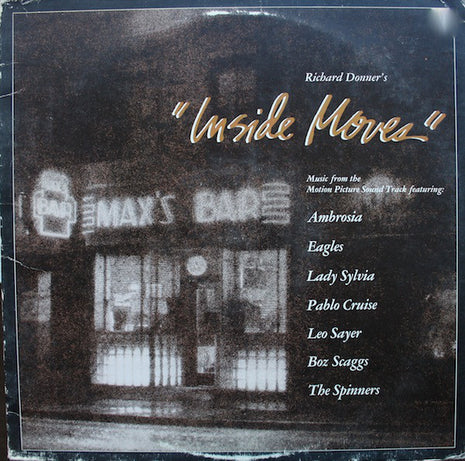 Richard Donner's
"Inside Moves"
Music from the
Motion Picture Sound Track featuring:
Ambrosia
Eagles
Lady Sylvia
Pablo Cruise
Leo Sayer
Boz Scaggs
The Spinners
BAR
MAX'S BAR